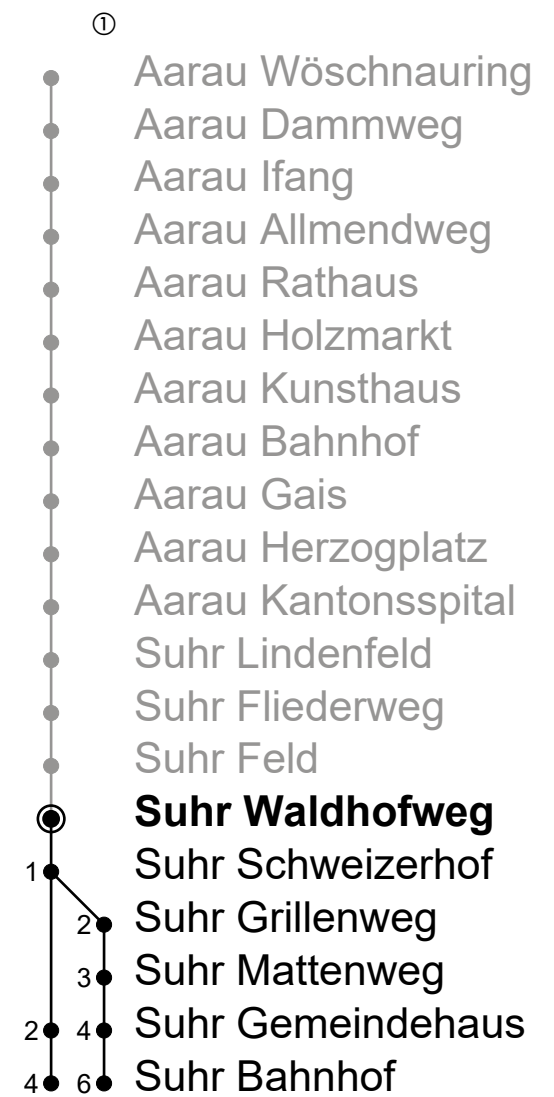 ①
Aarau Wöschnauring
Aarau Dammweg
Aarau Ifang
Aarau Allmendweg
Aarau Rathaus
Aarau Holzmarkt
Aarau Kunsthaus
Aarau Bahnhof
Aarau Gais
Aarau Herzogplatz
Aarau Kantonsspital
Suhr Lindenfeld
Suhr Fliederweg
Suhr Feld
Suhr Waldhofweg
1 Suhr Schweizerhof
2 Suhr Grillenweg
3 Suhr Mattenweg
2 4 Suhr Gemeindehaus
4 6 Suhr Bahnhof